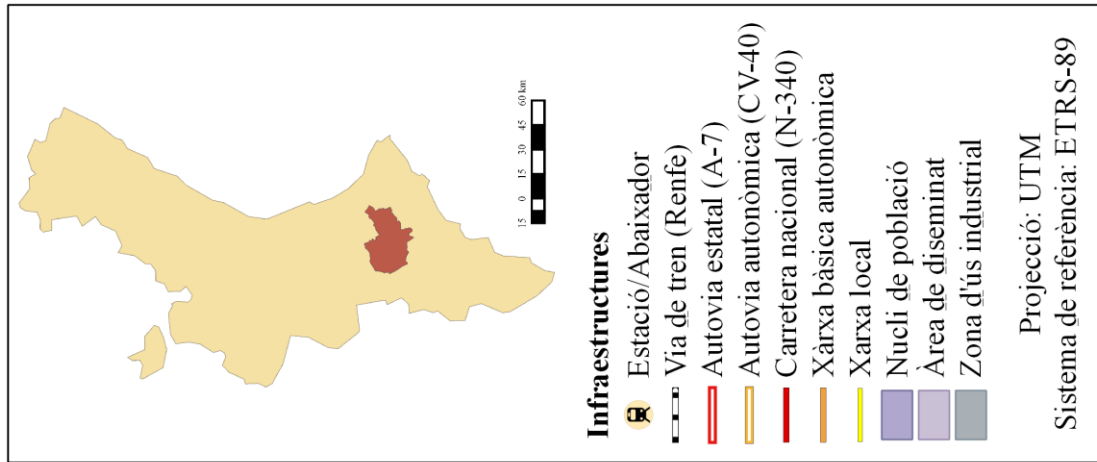 15 0 15 30 45 60 km
Infraestructures
Estació/Abaixador
Via de tren (Renfe)
Autovia estatal (A-7)
Autovia autonòmica (CV-40)
Carretera nacional (N-340)
Xàrxa bàsica autonòmica
Xarxa local
Nucli de població
Àrea de diseminat
Zona d'ús industrial
Projecció: UTM
Sistema de referència: ETRS-89